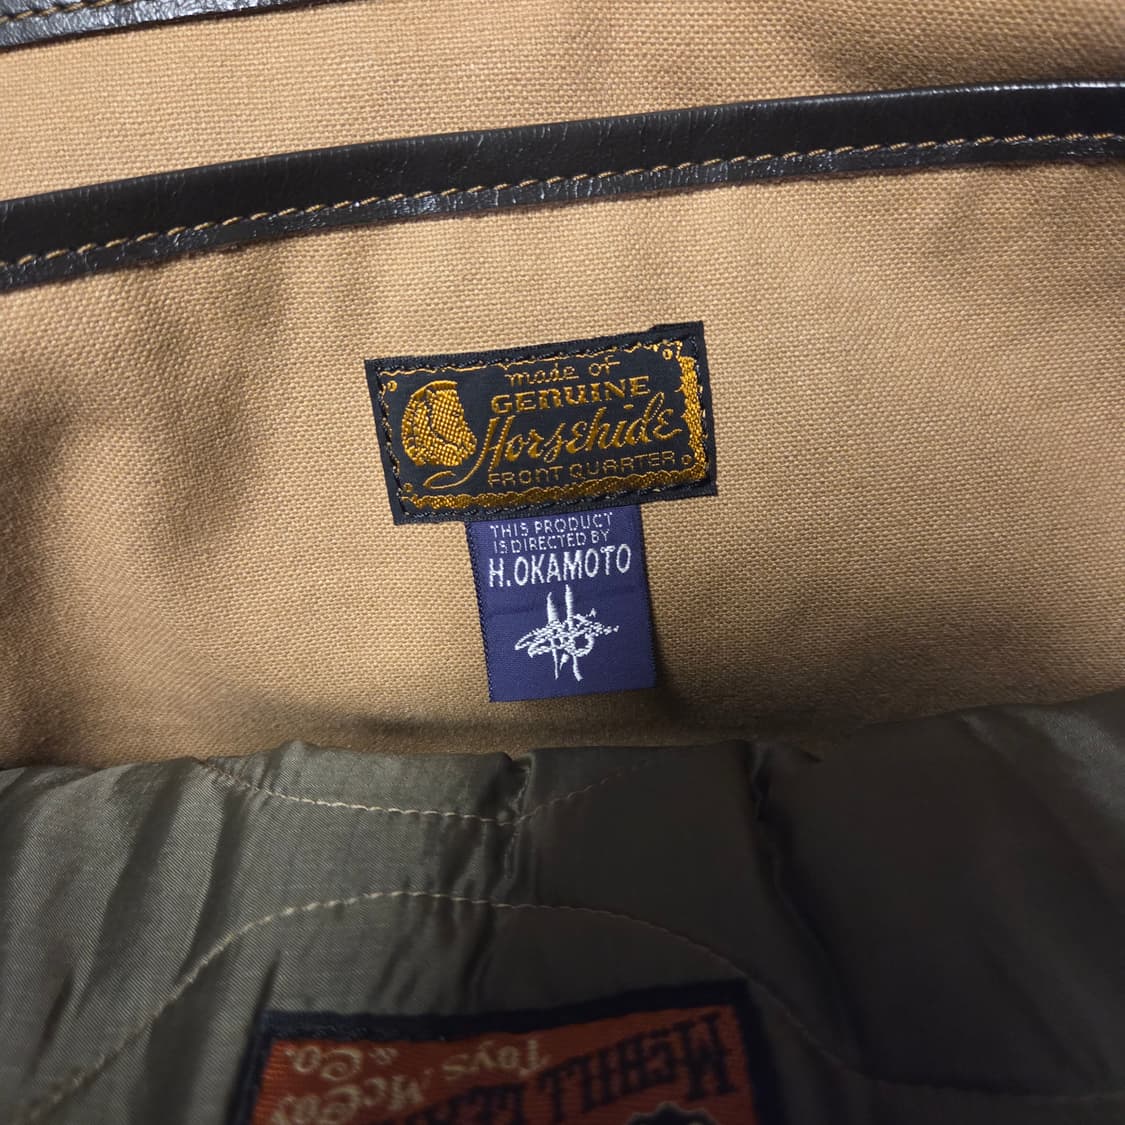 made of
GENUINE
Horsehide
FRONT QUARTER
THIS PRODUCT
IS DIRECTED BY
H.OKAMOTO
Toys McCoy
& Co.